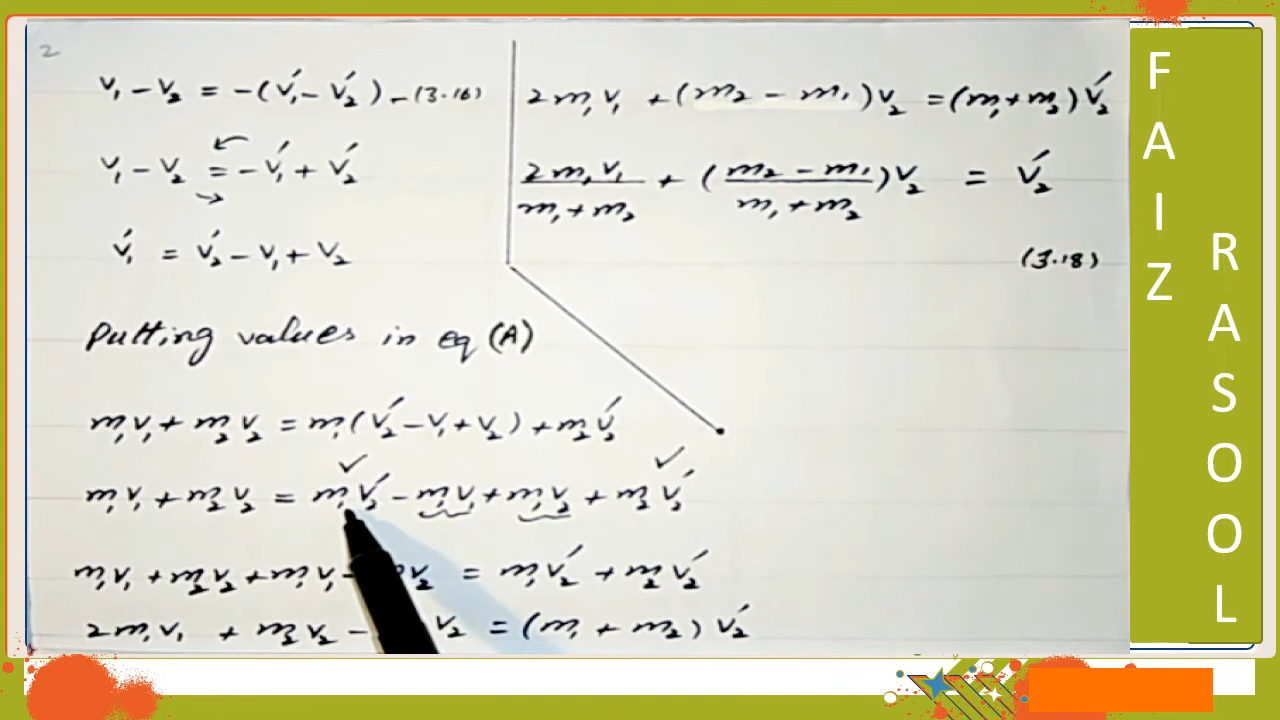 2
v₁ - v₂ = -(v₁′ - v₂′) - (3.16)
v₁ - v₂ = - v₁′ + v₂′
v₁′ = v₂′ - v₁ + v₂
Putting values in eq (A)
m₁v₁ + m₂v₂ = m₁(v₂′ - v₁ + v₂) + m₂v₂′
m₁v₁ + m₂v₂ = m₁v₂′ - m₁v₁ + m₁v₂ + m₂v₂′
m₁v₁ + m₂v₂ + m₁v₁ - v₂ = m₁v₂′ + m₂v₂′
2m₁v₁ + m₂v₂ - v₂ = (m₁ + m₂) v₂′
2m₁v₁ + (m₂ - m₁)v₂ = (m₁+m₂)v₂′
2m₁v₁ / m₁+m₂ + (m₂ - m₁ / m₁+m₂)v₂ = v₂′
(3.18)
FAIZ
RASOOL